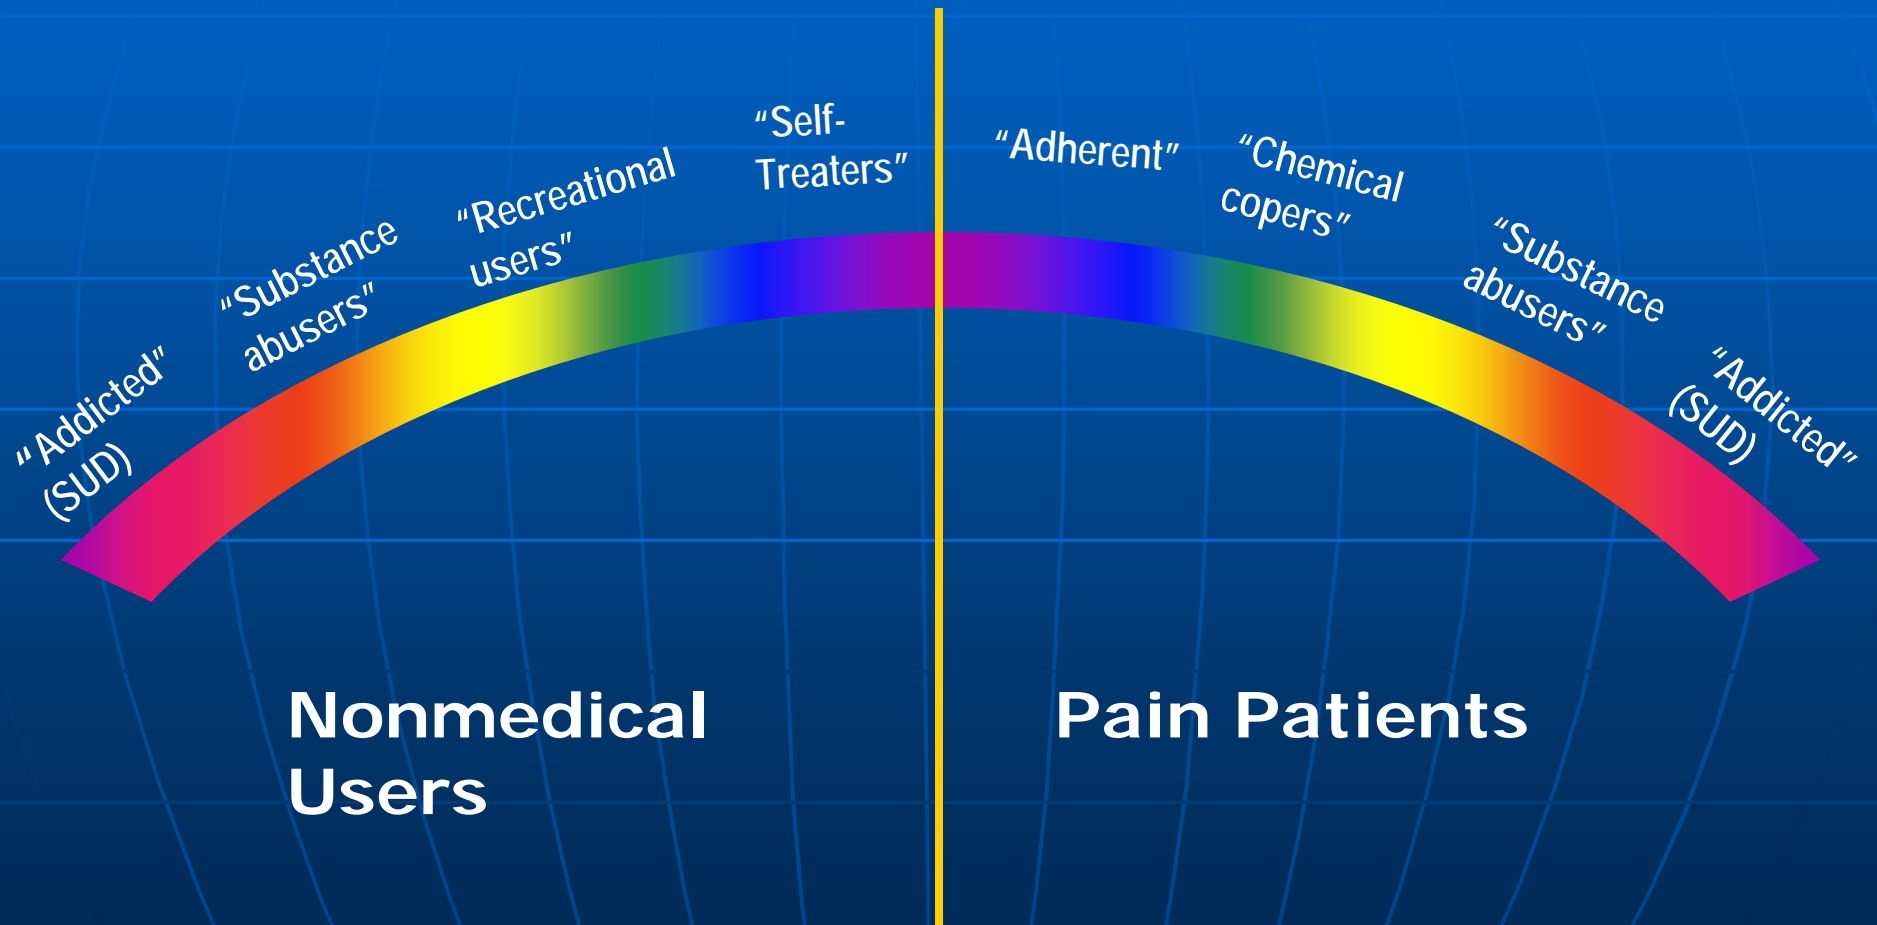 “Addicted”
(SUD)
“Substance
abusers”
“Recreational
users”
“Self-
Treaters”
“Adherent”
“Chemical
copers”
“Substance
abusers”
“Addicted”
(SUD)
Nonmedical
Users
Pain Patients